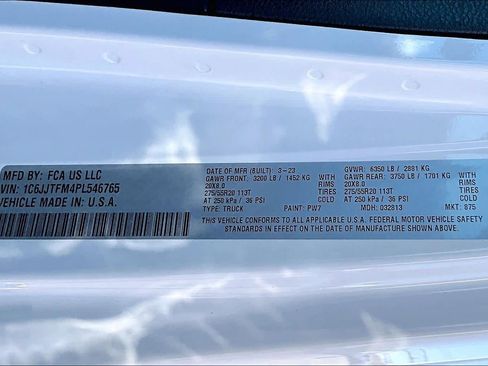 MFD BY: FCA US LLC
VIN: 1C6JJTFM4PL546765
VEHICLE MADE IN: U.S.A.
DATE OF MFR (BUILT): 3-23
GAWR FRONT: 3200 LB / 1452 KG
20X8.0
275/55R20 113T TIRES
AT 250 kPa / 36 PSI COLD
TYPE: TRUCK PAINT: PW7
GVWR: 6350 LB / 2881 KG
GAWR REAR: 3750 LB / 1701 KG
20X8.0
275/55R20 113T TIRES
AT 250 kPa / 36 PSI COLD
MDH: 032813 MKT: 875
THIS VEHICLE CONFORMS TO ALL APPLICABLE U.S.A. FEDERAL MOTOR VEHICLE SAFETY
STANDARDS IN EFFECT ON THE DATE OF MANUFACTURE SHOWN ABOVE.